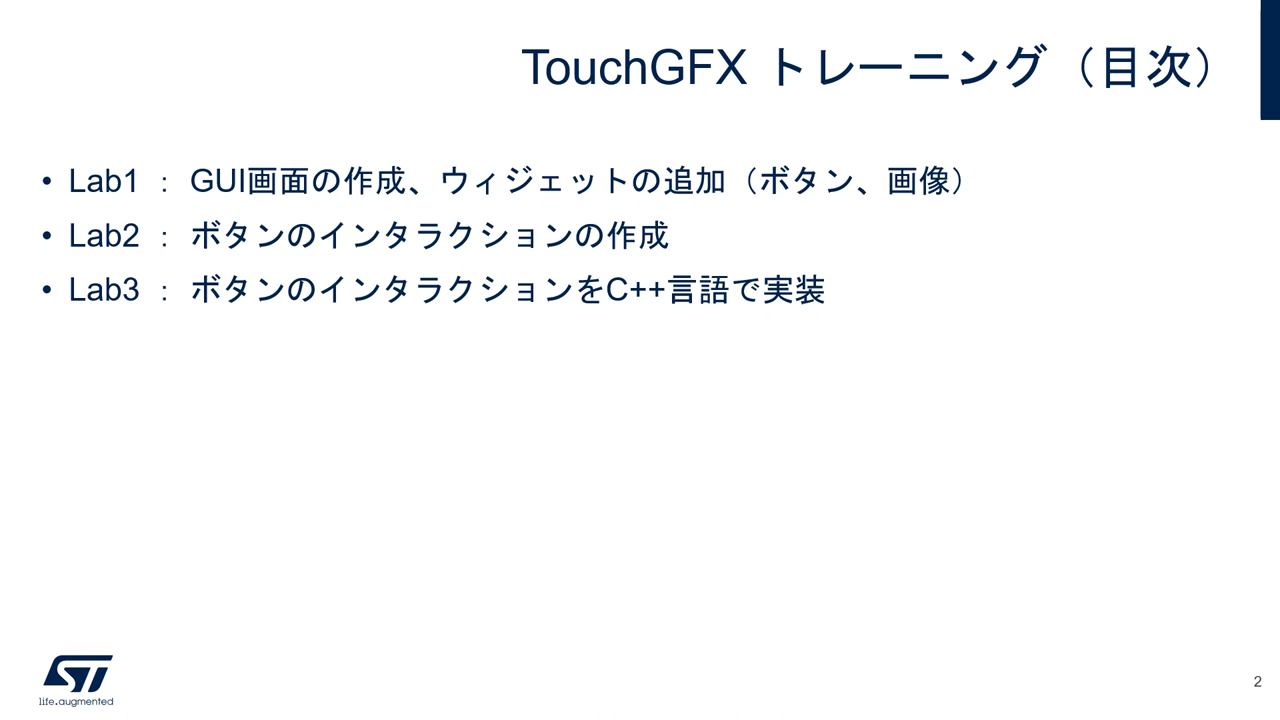 TouchGFX トレーニング（目次）
• Lab1 ： GUI画面の作成、ウィジェットの追加（ボタン、画像）
• Lab2 ： ボタンのインタラクションの作成
• Lab3 ： ボタンのインタラクションをC++言語で実装
ST
life.augmented
2